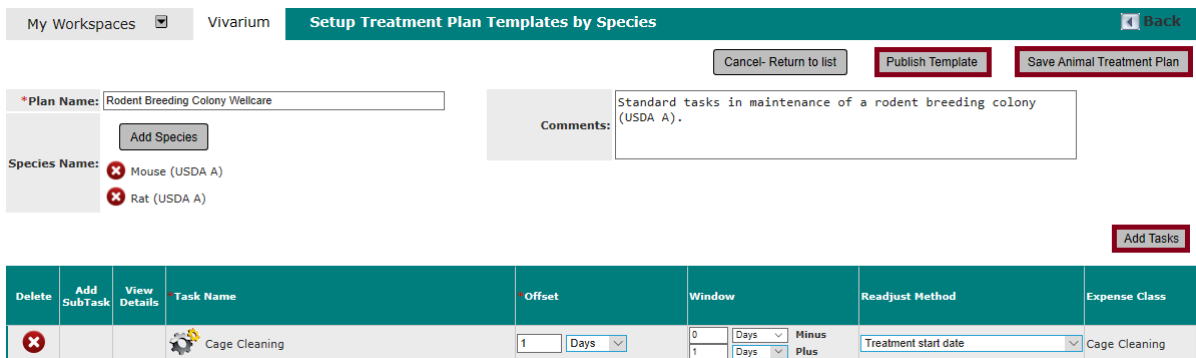 My Workspaces Vivarium Setup Treatment Plan Templates by Species Back
Cancel- Return to list Publish Template Save Animal Treatment Plan
*Plan Name: Rodent Breeding Colony Wellcare
Comments: Standard tasks in maintenance of a rodent breeding colony
(USDA A).
Add Species
Species Name:
Mouse (USDA A)
Rat (USDA A)
Add Tasks
Delete Add SubTask View Details *Task Name *Offset Window Readjust Method Expense Class
Cage Cleaning 1 Days 0 Days Minus Treatment start date Cage Cleaning
1 Days Plus